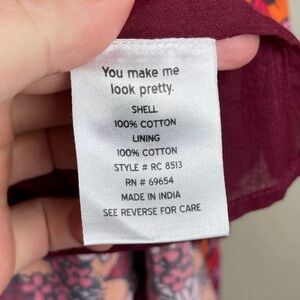 You make me
look pretty.
SHELL
100% COTTON
LINING
100% COTTON
STYLE # RC 8513
RN # 69654
MADE IN INDIA
SEE REVERSE FOR CARE